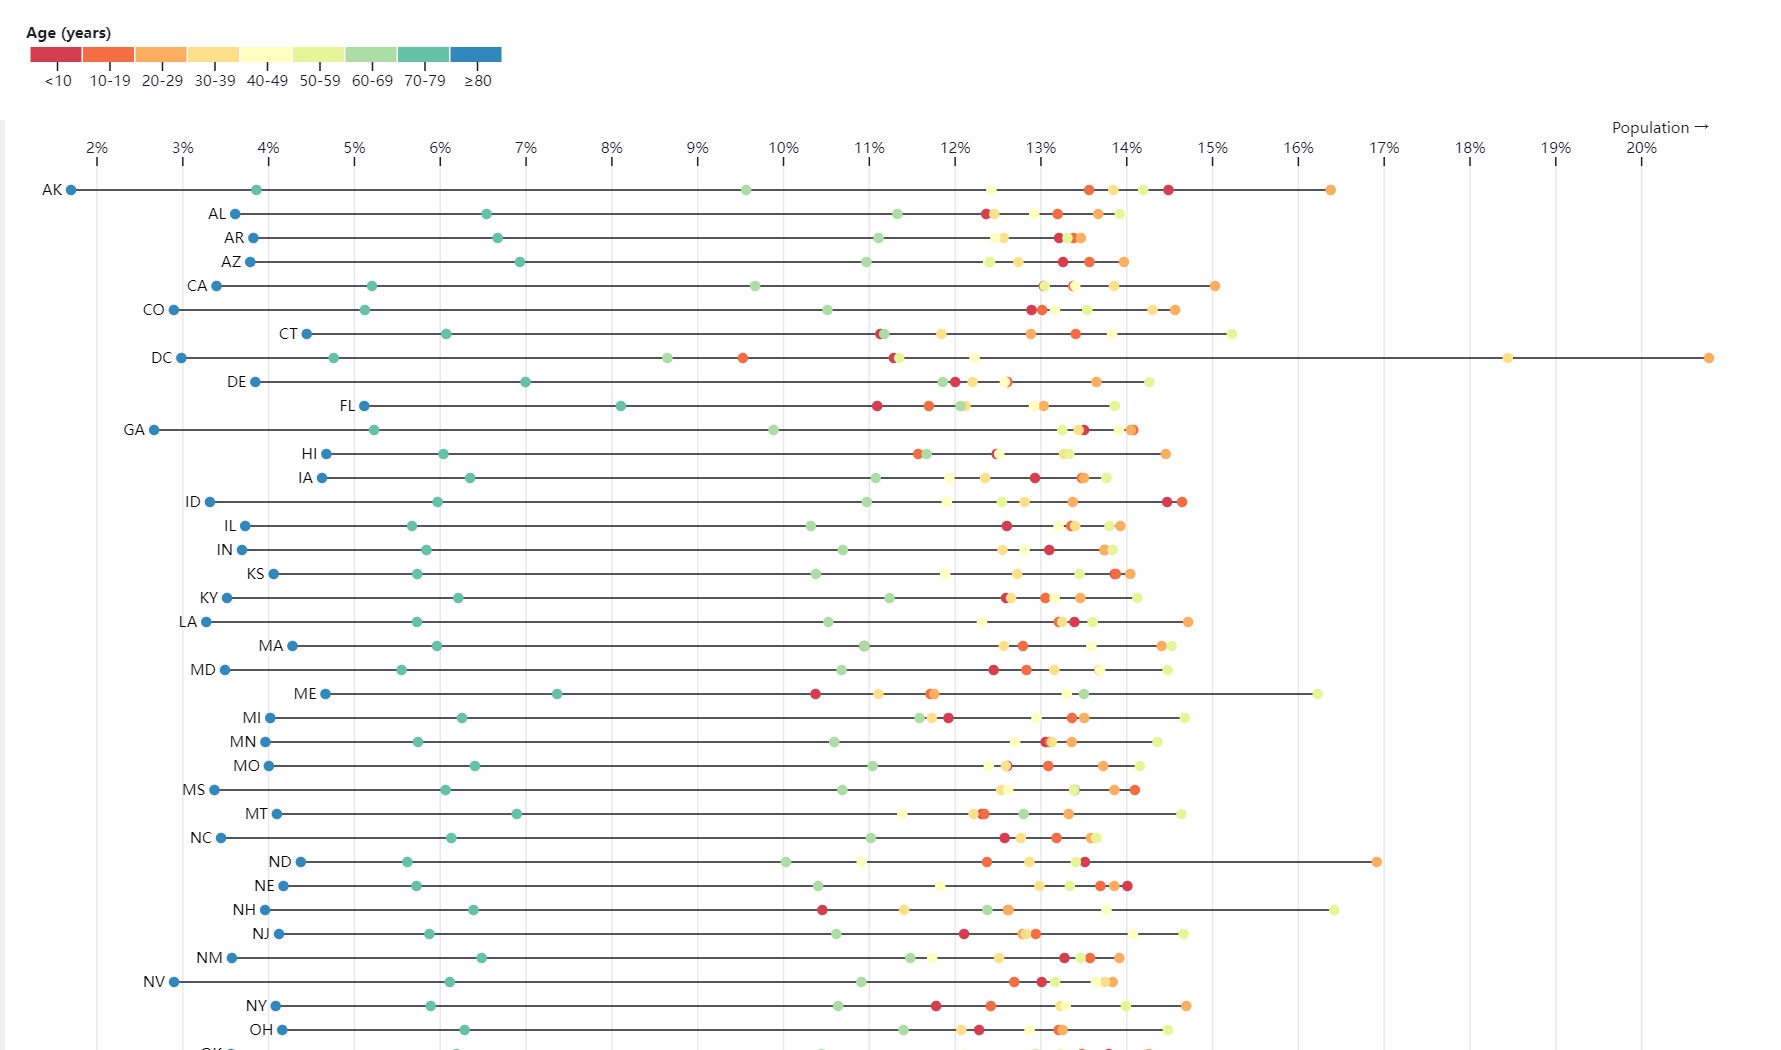 Age (years)
<10 10-19 20-29 30-39 40-49 50-59 60-69 70-79 ≥80
Population →
2% 3% 4% 5% 6% 7% 8% 9% 10% 11% 12% 13% 14% 15% 16% 17% 18% 19% 20%
AK
AL
AR
AZ
CA
CO
CT
DC
DE
FL
GA
HI
IA
ID
IL
IN
KS
KY
LA
MA
MD
ME
MI
MN
MO
MS
MT
NC
ND
NE
NH
NJ
NM
NV
NY
OH